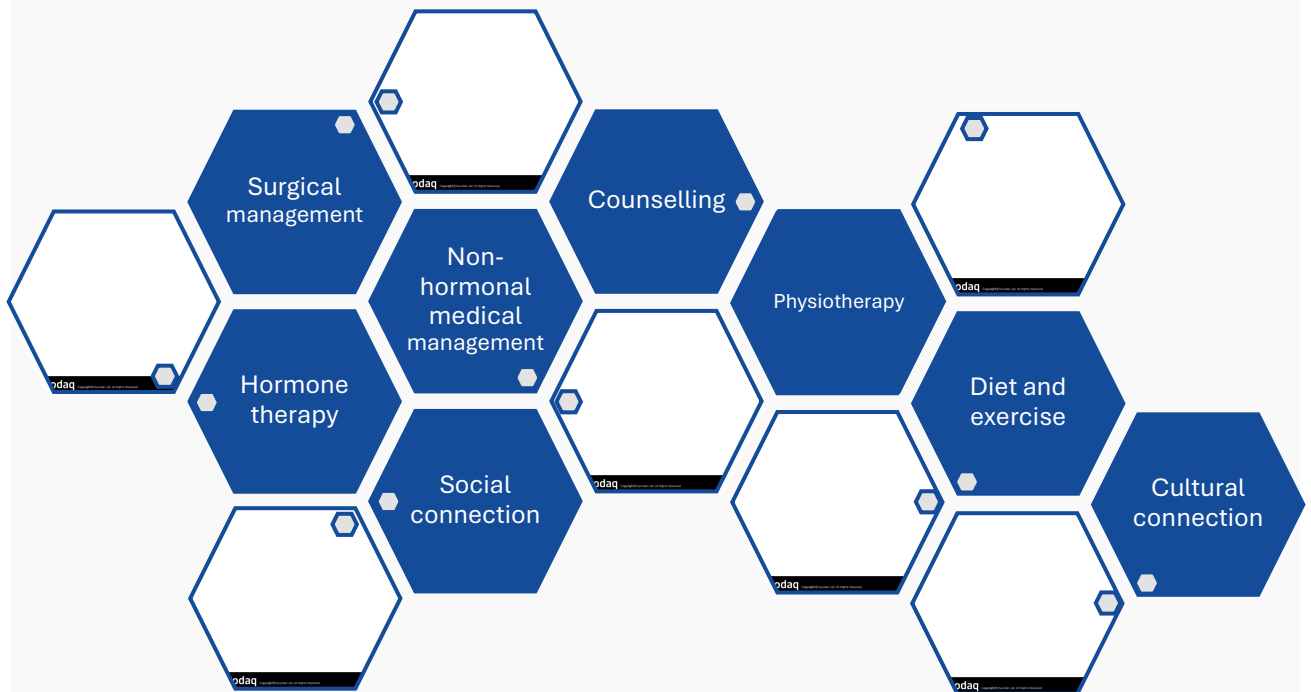 Surgical
management
Counselling
Non-
hormonal
medical
management
Physiotherapy
Hormone
therapy
Diet and
exercise
Social
connection
Cultural
connection
odaq
odaq
odaq
odaq
odaq
odaq
odaq